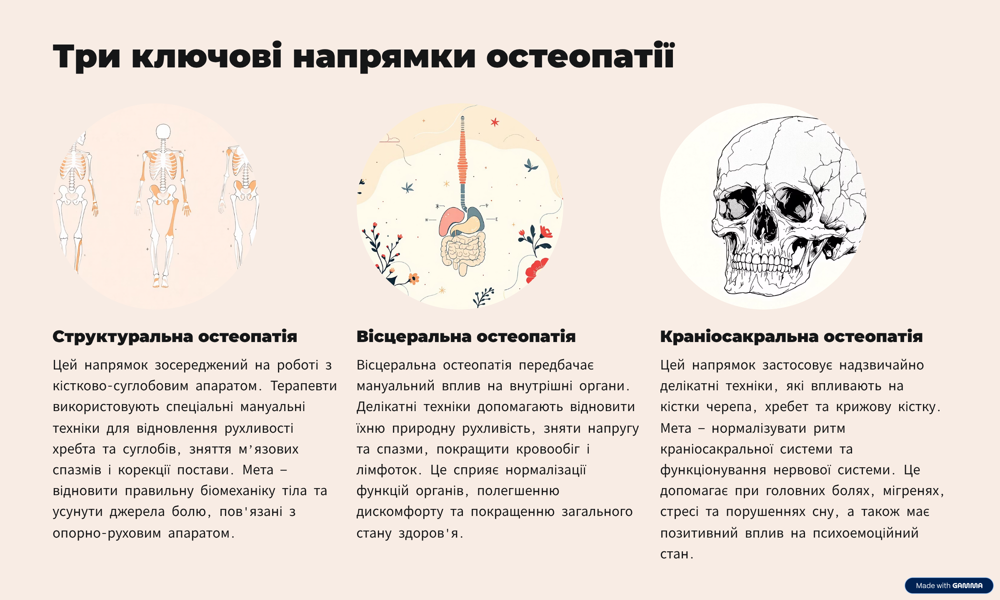 Три ключові напрямки остеопатії
W
E
Структуральна остеопатія
Цей напрямок зосереджений на роботі з
кістково-суглобовим апаратом. Терапевти
використовують спеціальні мануальні
техніки для відновлення рухливості
хребта та суглобів, зняття м’язових
спазмів і корекції постави. Мета –
відновити правильну біомеханіку тіла та
усунути джерела болю, пов'язані з
опорно-руховим апаратом.
Вісцеральна остеопатія
Вісцеральна остеопатія передбачає
мануальний вплив на внутрішні органи.
Делікатні техніки допомагають відновити
їхню природну рухливість, зняти напругу
та спазми, покращити кровообіг і
лімфоток. Це сприяє нормалізації
функцій органів, полегшенню
дискомфорту та покращенню загального
стану здоров'я.
Краніосакральна остеопатія
Цей напрямок застосовує надзвичайно
делікатні техніки, які впливають на
кістки черепа, хребет та крижову кістку.
Мета – нормалізувати ритм
краніосакральної системи та
функціонування нервової системи. Це
допомагає при головних болях, мігренях,
стресі та порушеннях сну, а також має
позитивний вплив на психоемоційний
стан.
Made with GAMMA